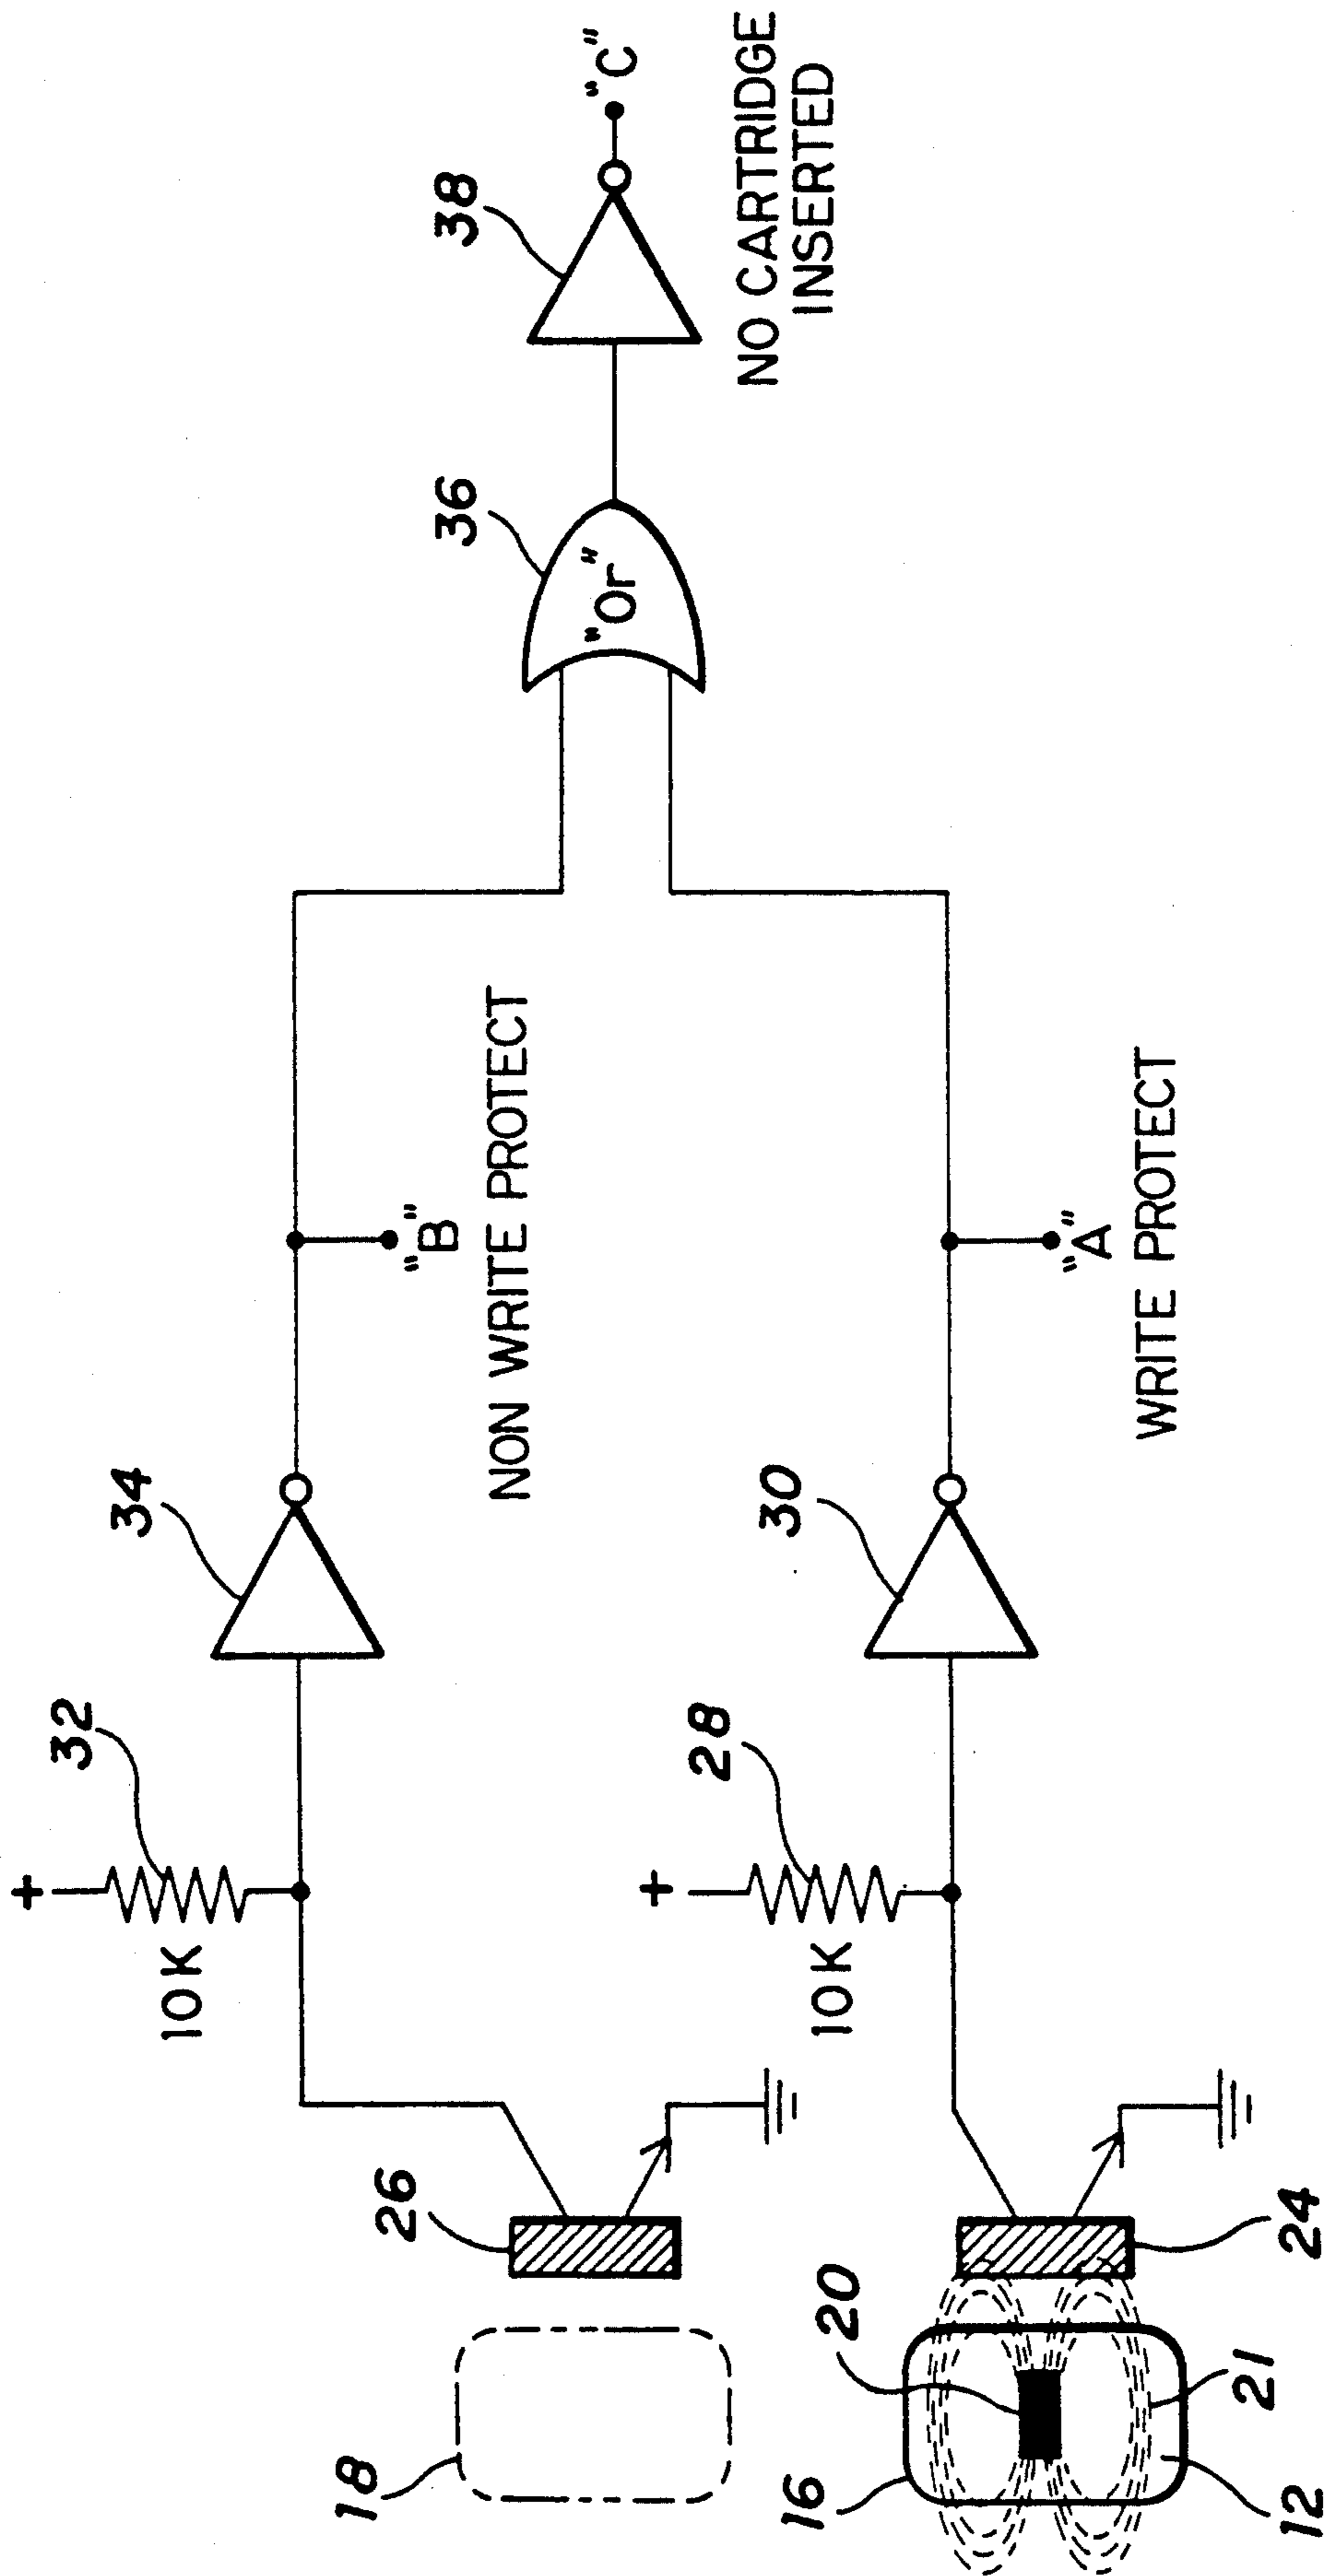 32
34
+
10K
26
"B"
NON WRITE PROTECT
18
36
"Or"
38
"C"
NO CARTRIDGE
INSERTED
28
30
+
10K
20
24
"A"
WRITE PROTECT
16
21
12